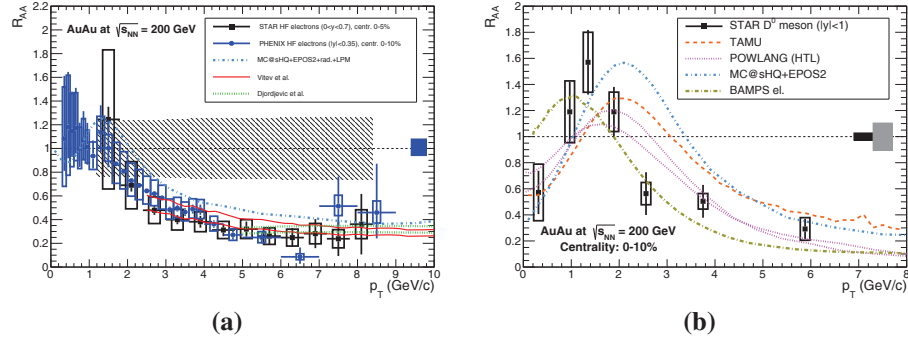 R_AA
AuAu at √s_NN = 200 GeV
STAR HF electrons (0<y<0.7), centr. 0-5%
PHENIX HF electrons (|y|<0.35), centr. 0-10%
MC@sHQ+EPOS2+rad.+LPM
Vitev et al.
Djordjevic et al.
2
1.8
1.6
1.4
1.2
1
0.8
0.6
0.4
0.2
0 1 2 3 4 5 6 7 8 9 10
p_T (GeV/c)
(a)
R_AA
STAR D⁰ meson (|y|<1)
TAMU
POWLANG (HTL)
MC@sHQ+EPOS2
BAMPS el.
2
1.8
1.6
1.4
1.2
1
0.8
0.6
0.4
0.2
0
AuAu at √s_NN = 200 GeV
Centrality: 0-10%
0 1 2 3 4 5 6 7 8
p_T (GeV/c)
(b)